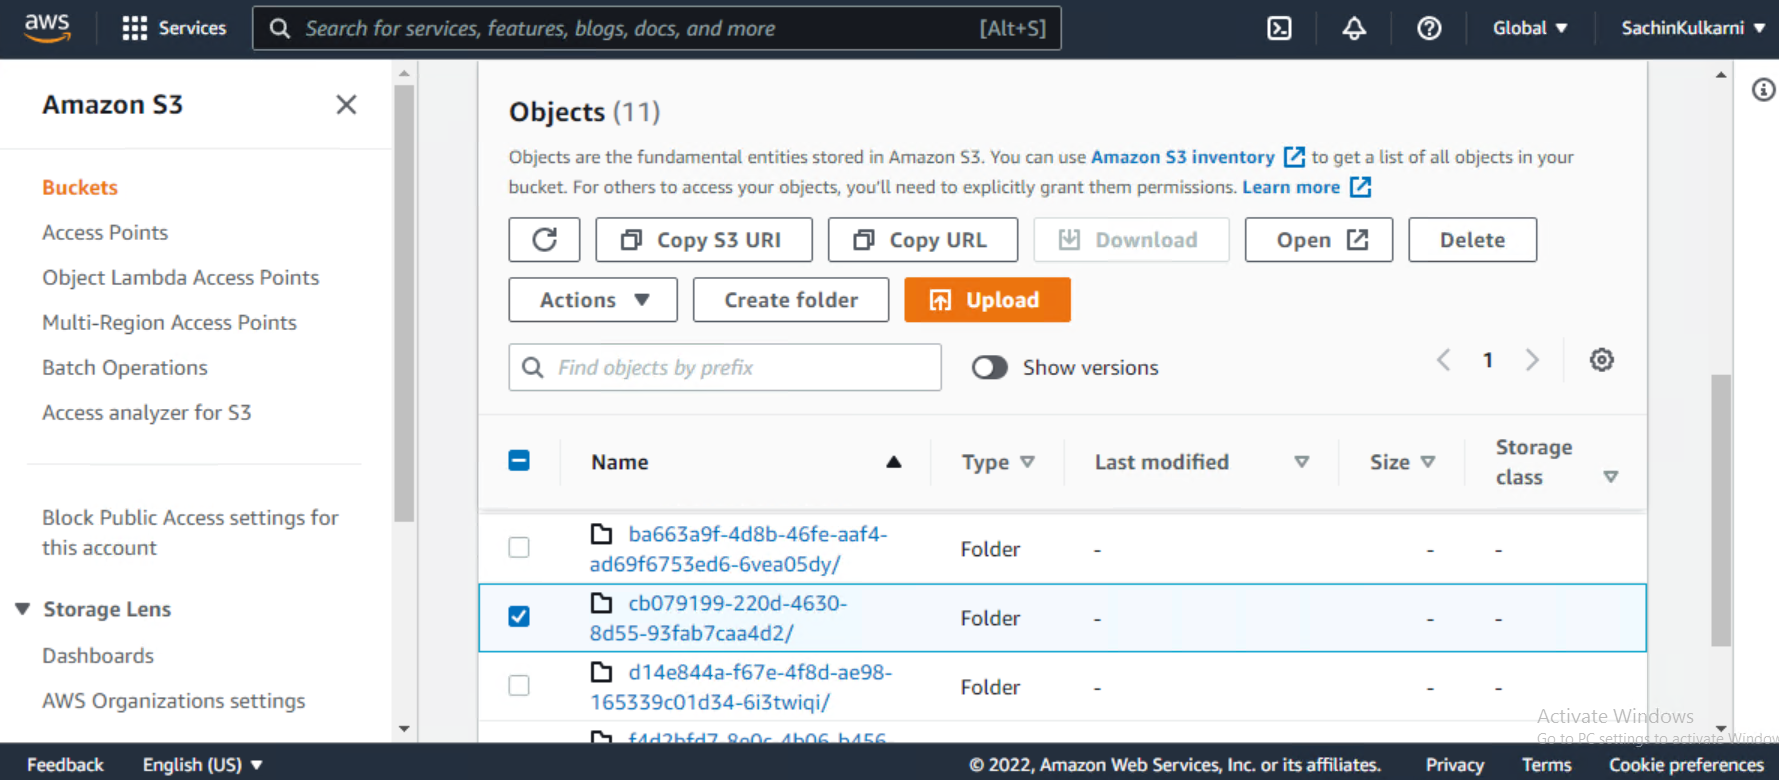 aws
Services
Search for services, features, blogs, docs, and more [Alt+S]
Global
SachinKulkarni
Amazon S3
Buckets
Access Points
Object Lambda Access Points
Multi-Region Access Points
Batch Operations
Access analyzer for S3
Block Public Access settings for
this account
Storage Lens
Dashboards
AWS Organizations settings
Objects (11)
Objects are the fundamental entities stored in Amazon S3. You can use Amazon S3 inventory to get a list of all objects in your
bucket. For others to access your objects, you'll need to explicitly grant them permissions. Learn more
Copy S3 URI
Copy URL
Download
Open
Delete
Actions
Create folder
Upload
Find objects by prefix
Show versions
1
Name
Type
Last modified
Size
Storage
class
ba663a9f-4d8b-46fe-aaf4-
ad69f6753ed6-6vea05dy/
Folder - - -
cb079199-220d-4630-
8d55-93fab7caa4d2/
Folder - - -
d14e844a-f67e-4f8d-ae98-
165339c01d34-6i3twiqi/
Folder - - -
f4d2bfd7-8e0c-4b06-b456-
Activate Windows
Go to PC settings to activate Window
Feedback
English (US)
© 2022, Amazon Web Services, Inc. or its affiliates.
Privacy
Terms
Cookie preferences